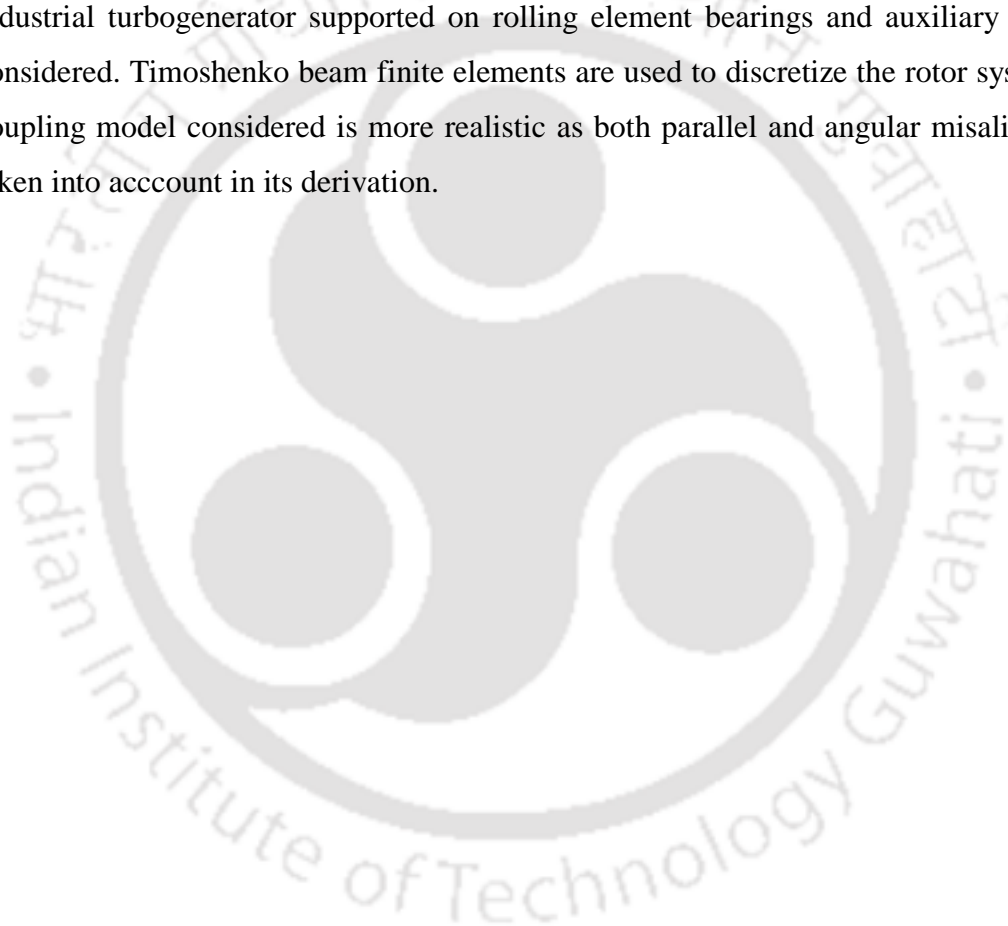 dustrial turbogenerator supported on rolling element bearings and auxiliary
onsidered. Timoshenko beam finite elements are used to discretize the rotor sys
oupling model considered is more realistic as both parallel and angular misali
ken into acccount in its derivation.
Indian Institute of Technology Guwahati